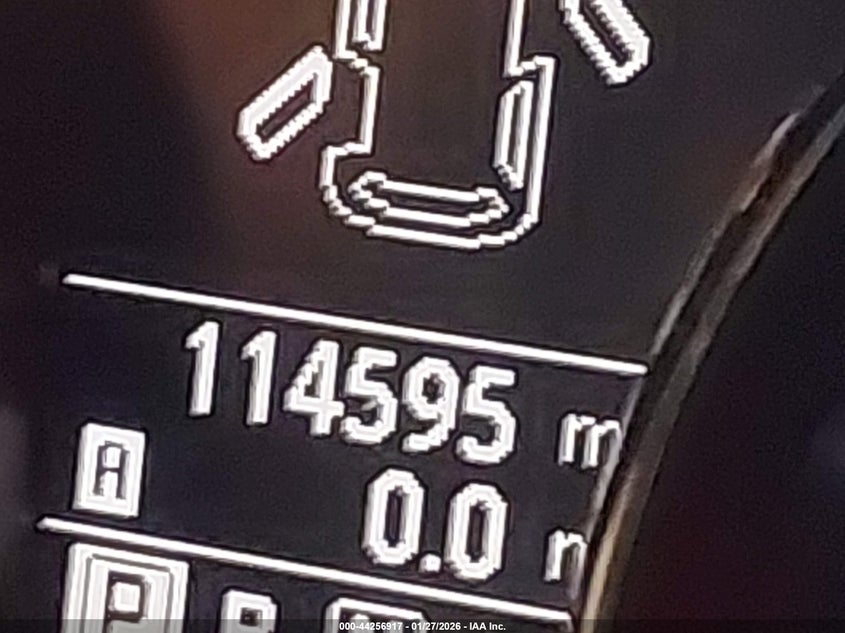 114595 m
A 0.0 m
P R
000-44256917 - 01/27/2026 - IAA Inc.